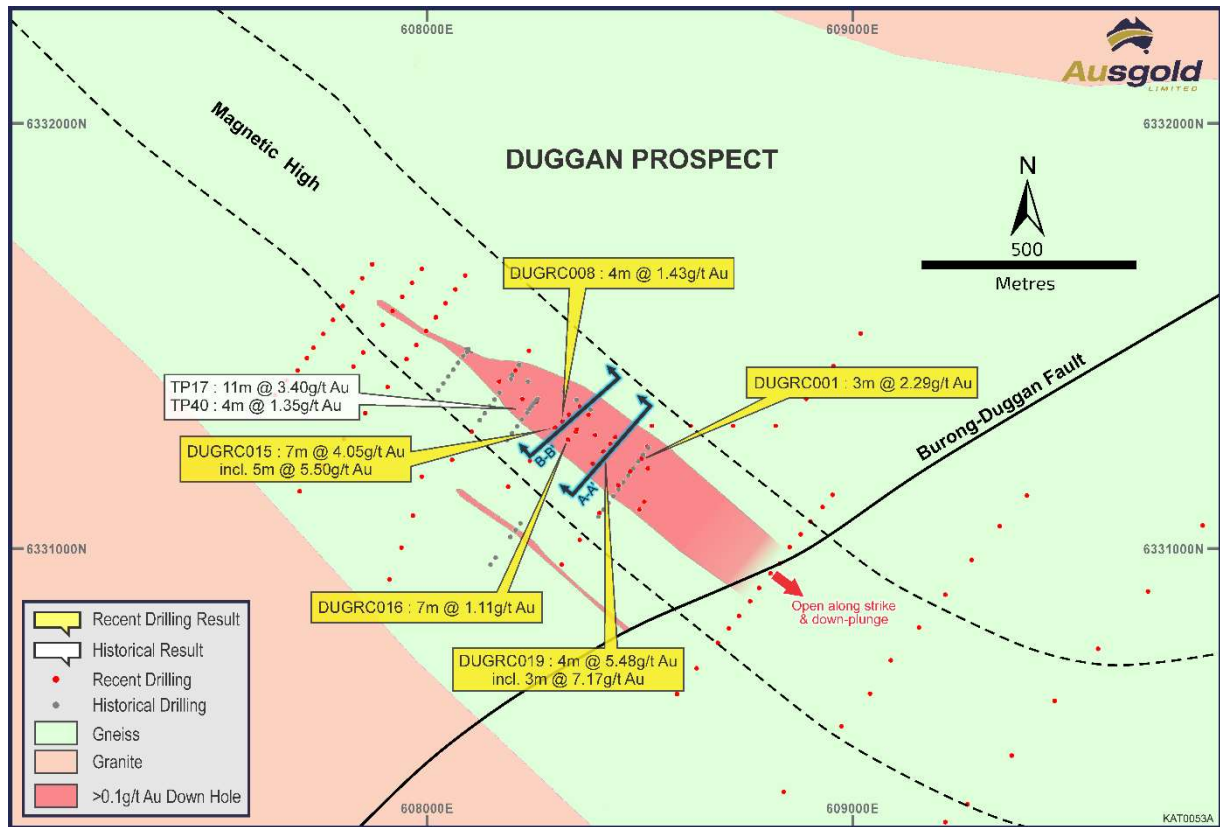 608000E
609000E
Ausgold
LIMITED
6332000N
6332000N
Magnetic High
DUGGAN PROSPECT
N
500
Metres
DUGRC008 : 4m @ 1.43g/t Au
TP17 : 11m @ 3.40g/t Au
TP40 : 4m @ 1.35g/t Au
DUGRC001 : 3m @ 2.29g/t Au
Burong-Duggan Fault
DUGRC015 : 7m @ 4.05g/t Au
incl. 5m @ 5.50g/t Au
B-B'
A-A'
6331000N
6331000N
DUGRC016 : 7m @ 1.11g/t Au
Open along strike
& down-plunge
DUGRC019 : 4m @ 5.48g/t Au
incl. 3m @ 7.17g/t Au
Recent Drilling Result
Historical Result
Recent Drilling
Historical Drilling
Gneiss
Granite
>0.1g/t Au Down Hole
608000E
609000E
KAT0053A